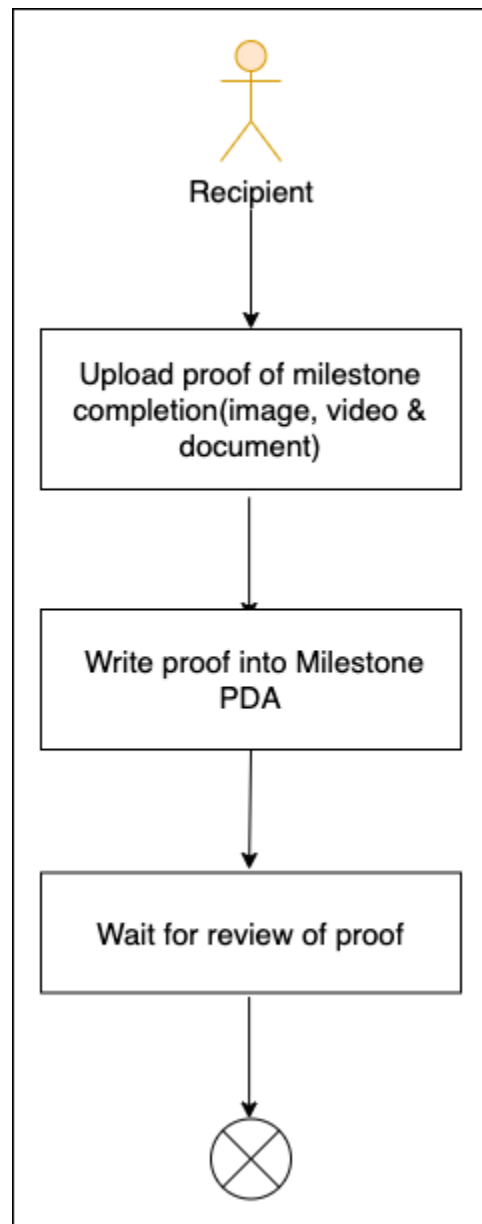 Recipient
Upload proof of milestone
completion(image, video &
document)
Write proof into Milestone
PDA
Wait for review of proof